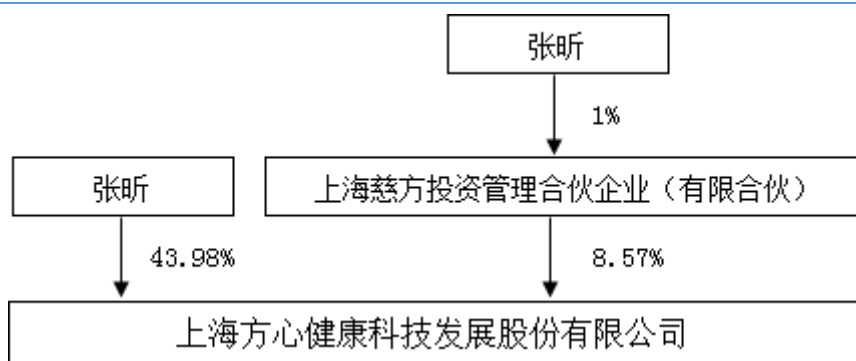 张昕
1%
张昕
上海慈方投资管理合伙企业（有限合伙）
43.98%
8.57%
上海方心健康科技发展股份有限公司